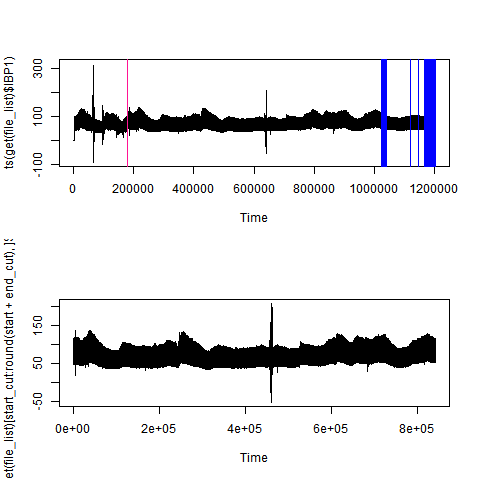 ts(get(file_list)$IBP1)
300
100
-100
0 200000 400000 600000 800000 1000000 1200000
Time
et(file_list)[start_cut:round(start + end_cut), ]$
150
50
-50
0e+00 2e+05 4e+05 6e+05 8e+05
Time